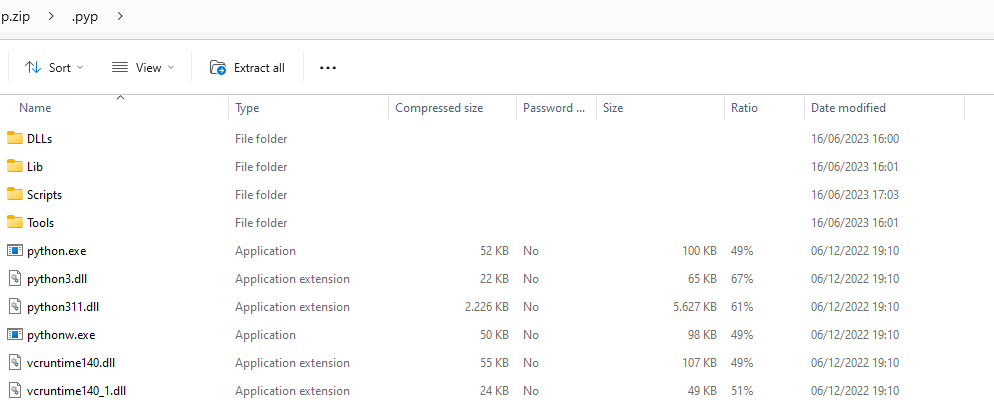 p.zip > .pyp >
Sort View Extract all ...
Name Type Compressed size Password ... Size Ratio Date modified
DLLs File folder 16/06/2023 16:00
Lib File folder 16/06/2023 16:01
Scripts File folder 16/06/2023 17:03
Tools File folder 16/06/2023 16:01
python.exe Application 52 KB No 100 KB 49% 06/12/2022 19:10
python3.dll Application extension 22 KB No 65 KB 67% 06/12/2022 19:10
python311.dll Application extension 2.226 KB No 5.627 KB 61% 06/12/2022 19:10
pythonw.exe Application 50 KB No 98 KB 49% 06/12/2022 19:10
vcruntime140.dll Application extension 55 KB No 107 KB 49% 06/12/2022 19:10
vcruntime140_1.dll Application extension 24 KB No 49 KB 51% 06/12/2022 19:10